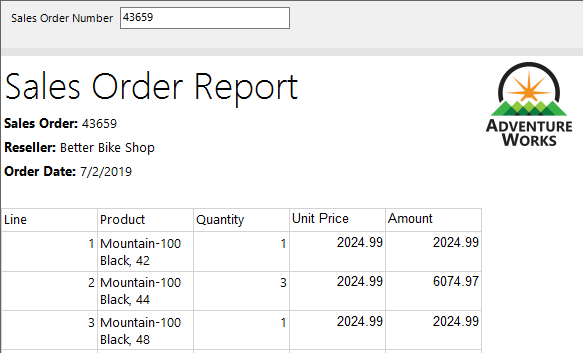 Sales Order Number 43659
Sales Order Report
ADVENTURE
WORKS
Sales Order: 43659
Reseller: Better Bike Shop
Order Date: 7/2/2019
Line Product Quantity Unit Price Amount
1 Mountain-100 1 2024.99 2024.99
Black, 42
2 Mountain-100 3 2024.99 6074.97
Black, 44
3 Mountain-100 1 2024.99 2024.99
Black, 48